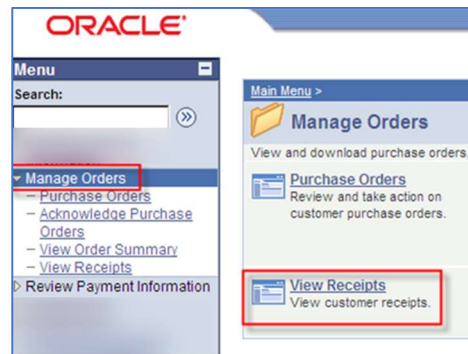 ORACLE'
Menu
Search:
Manage Orders
– Purchase Orders
– Acknowledge Purchase
Orders
– View Order Summary
– View Receipts
Review Payment Information
Main Menu >
Manage Orders
View and download purchase orders,
Purchase Orders
Review and take action on
customer purchase orders.
View Receipts
View customer receipts.